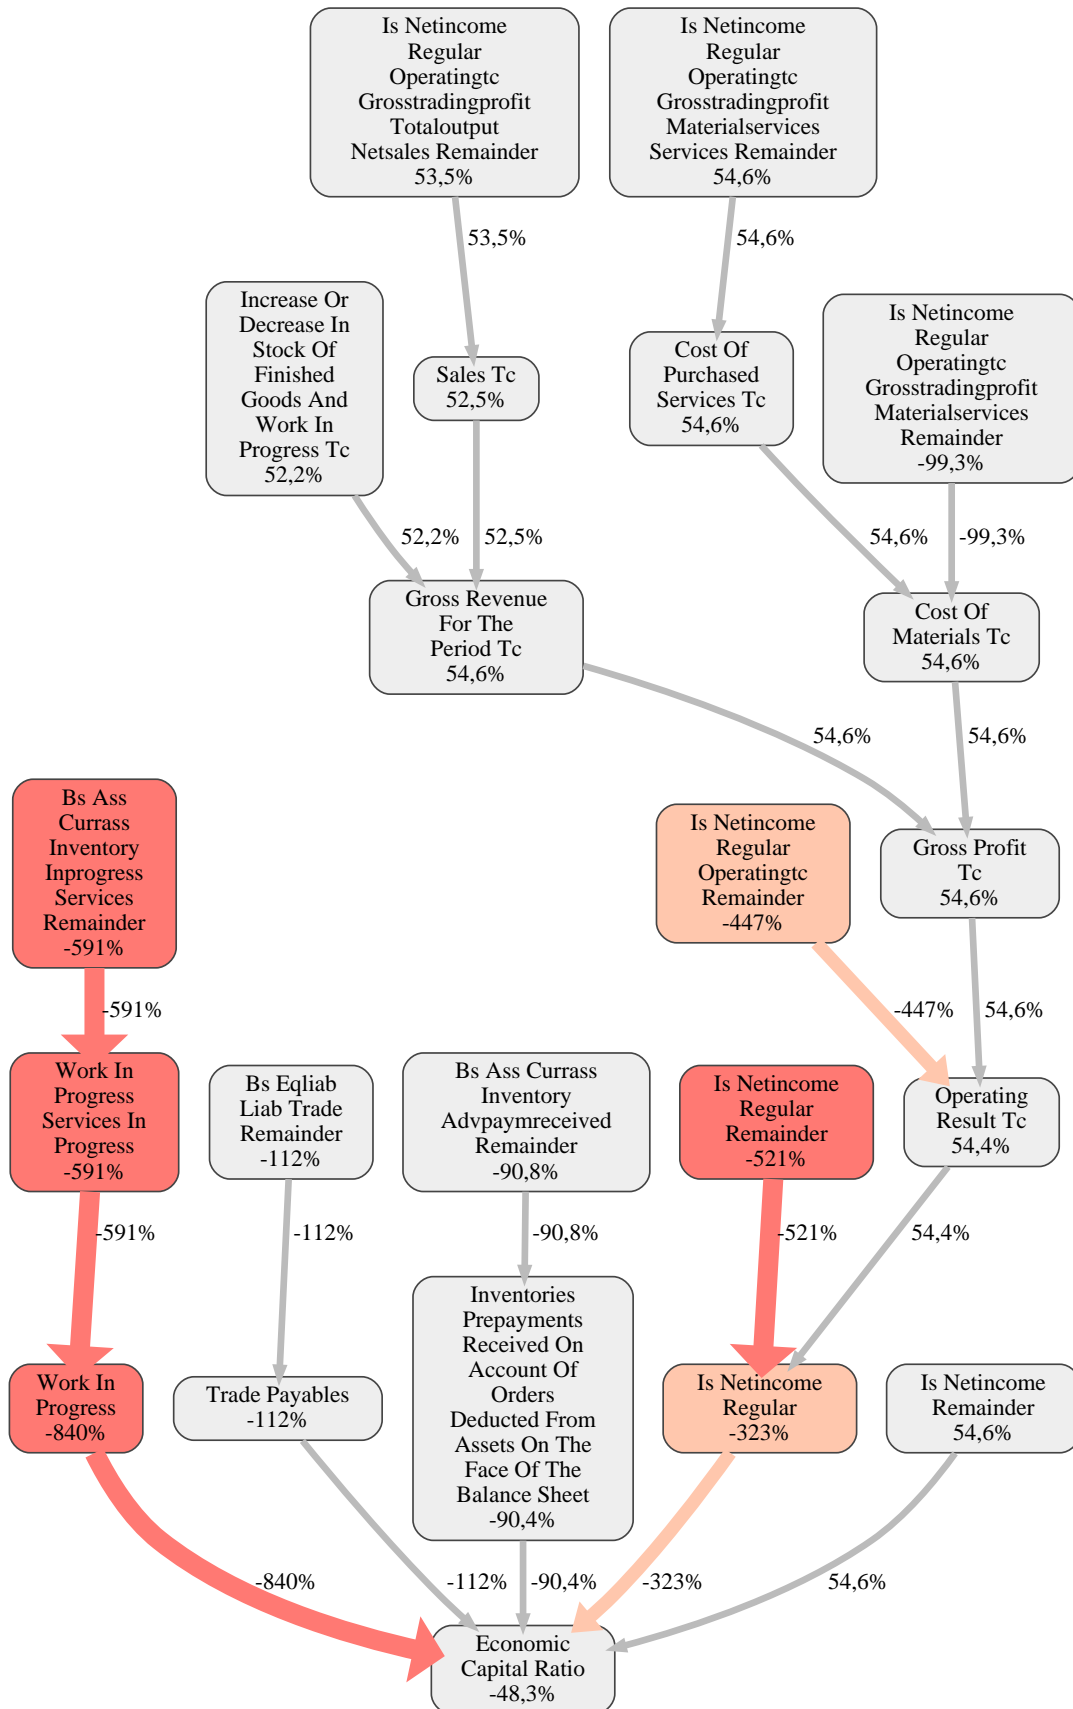 Is Netincome
Regular
Operatingtc
Grosstradingprofit
Totaloutput
Netsales Remainder
53,5%
Is Netincome
Regular
Operatingtc
Grosstradingprofit
Materialservices
Services Remainder
54,6%
53,5%
54,6%
Increase Or
Decrease In
Stock Of
Finished
Goods And
Work In
Progress Tc
52,2%
Sales Tc
52,5%
Cost Of
Purchased
Services Tc
54,6%
Is Netincome
Regular
Operatingtc
Grosstradingprofit
Materialservices
Remainder
-99,3%
52,2%
52,5%
54,6%
-99,3%
Gross Revenue
For The
Period Tc
54,6%
Cost Of
Materials Tc
54,6%
54,6%
54,6%
Bs Ass
Currass
Inventory
Inprogress
Services
Remainder
-591%
Is Netincome
Regular
Operatingtc
Remainder
-447%
Gross Profit
Tc
54,6%
-591%
-447%
54,6%
Work In
Progress
Services In
Progress
-591%
Bs Eqliab
Liab Trade
Remainder
-112%
Bs Ass Currass
Inventory
Advpaymreceived
Remainder
-90,8%
Is Netincome
Regular
Remainder
-521%
Operating
Result Tc
54,4%
-591%
-112%
-90,8%
-521%
54,4%
Work In
Progress
-840%
Trade Payables
-112%
Inventories
Prepayments
Received On
Account Of
Orders
Deducted From
Assets On The
Face Of The
Balance Sheet
-90,4%
Is Netincome
Regular
-323%
Is Netincome
Remainder
54,6%
-840%
-112%
-90,4%
-323%
54,6%
Economic
Capital Ratio
-48,3%